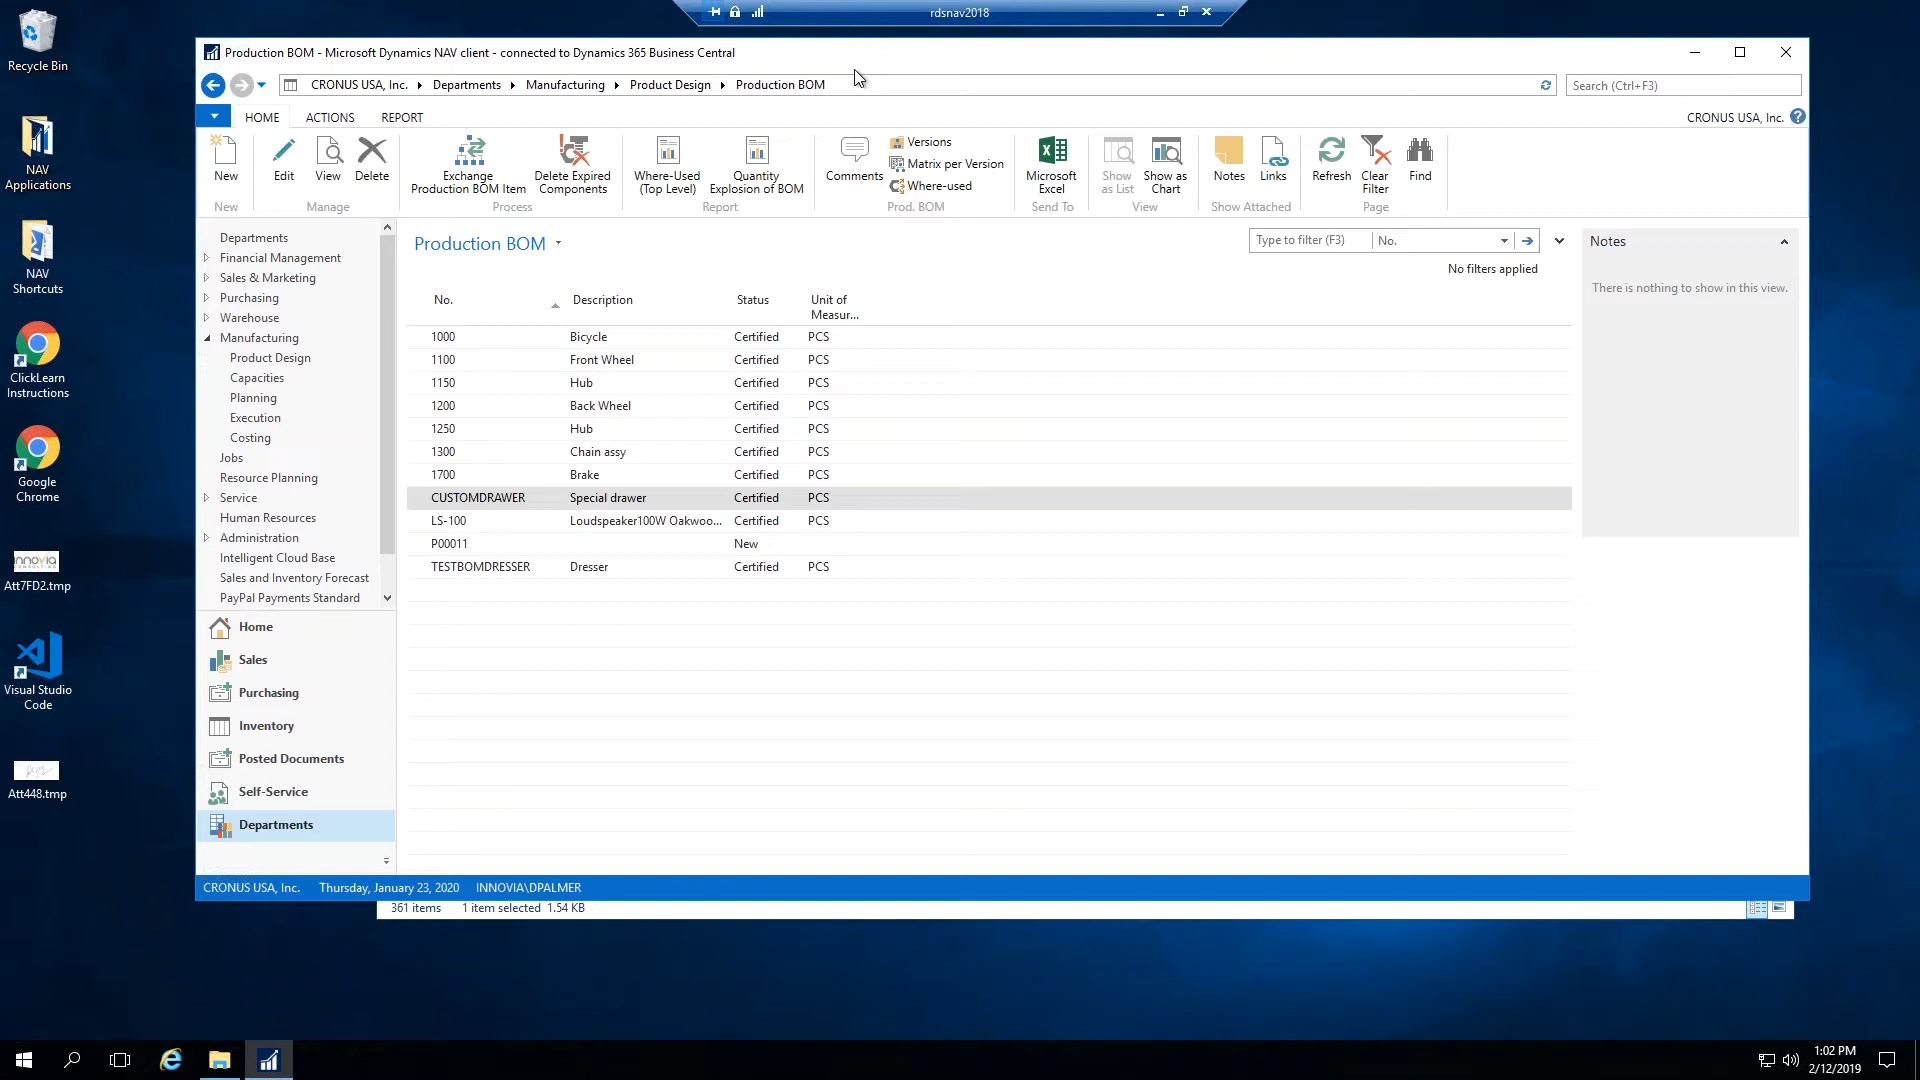 rdsnav2018
Recycle Bin
NAV
Applications
NAV
Shortcuts
ClickLearn
Instructions
Google
Chrome
innovia
CONSULTING
Att7FD2.tmp
Visual Studio
Code
Att448.tmp
Production BOM - Microsoft Dynamics NAV client - connected to Dynamics 365 Business Central
CRONUS USA, Inc. Departments Manufacturing Product Design Production BOM
Search (Ctrl+F3)
HOME ACTIONS REPORT
CRONUS USA, Inc.
New
New
Edit
View
Delete
Manage
Exchange
Production BOM Item
Delete Expired
Components
Process
Where-Used
(Top Level)
Quantity
Explosion of BOM
Report
Comments
Versions
Matrix per Version
Where-used
Prod. BOM
Microsoft
Excel
Send To
Show
as List
Show as
Chart
View
Notes
Links
Show Attached
Refresh
Clear
Filter
Find
Page
Departments
Financial Management
Sales & Marketing
Purchasing
Warehouse
Manufacturing
Product Design
Capacities
Planning
Execution
Costing
Jobs
Resource Planning
Service
Human Resources
Administration
Intelligent Cloud Base
Sales and Inventory Forecast
PayPal Payments Standard
Home
Sales
Purchasing
Inventory
Posted Documents
Self-Service
Departments
Production BOM
Type to filter (F3) No.
No filters applied
No. Description Status Unit of
Measur...
1000 Bicycle Certified PCS
1100 Front Wheel Certified PCS
1150 Hub Certified PCS
1200 Back Wheel Certified PCS
1250 Hub Certified PCS
1300 Chain assy Certified PCS
1700 Brake Certified PCS
CUSTOMDRAWER Special drawer Certified PCS
LS-100 Loudspeaker100W Oakwoo... Certified PCS
P00011 New
TESTBOMDRESSER Dresser Certified PCS
Notes
There is nothing to show in this view.
CRONUS USA, Inc. Thursday, January 23, 2020 INNOVIA\DPALMER
361 items 1 item selected 1.54 KB
1:02 PM
2/12/2019